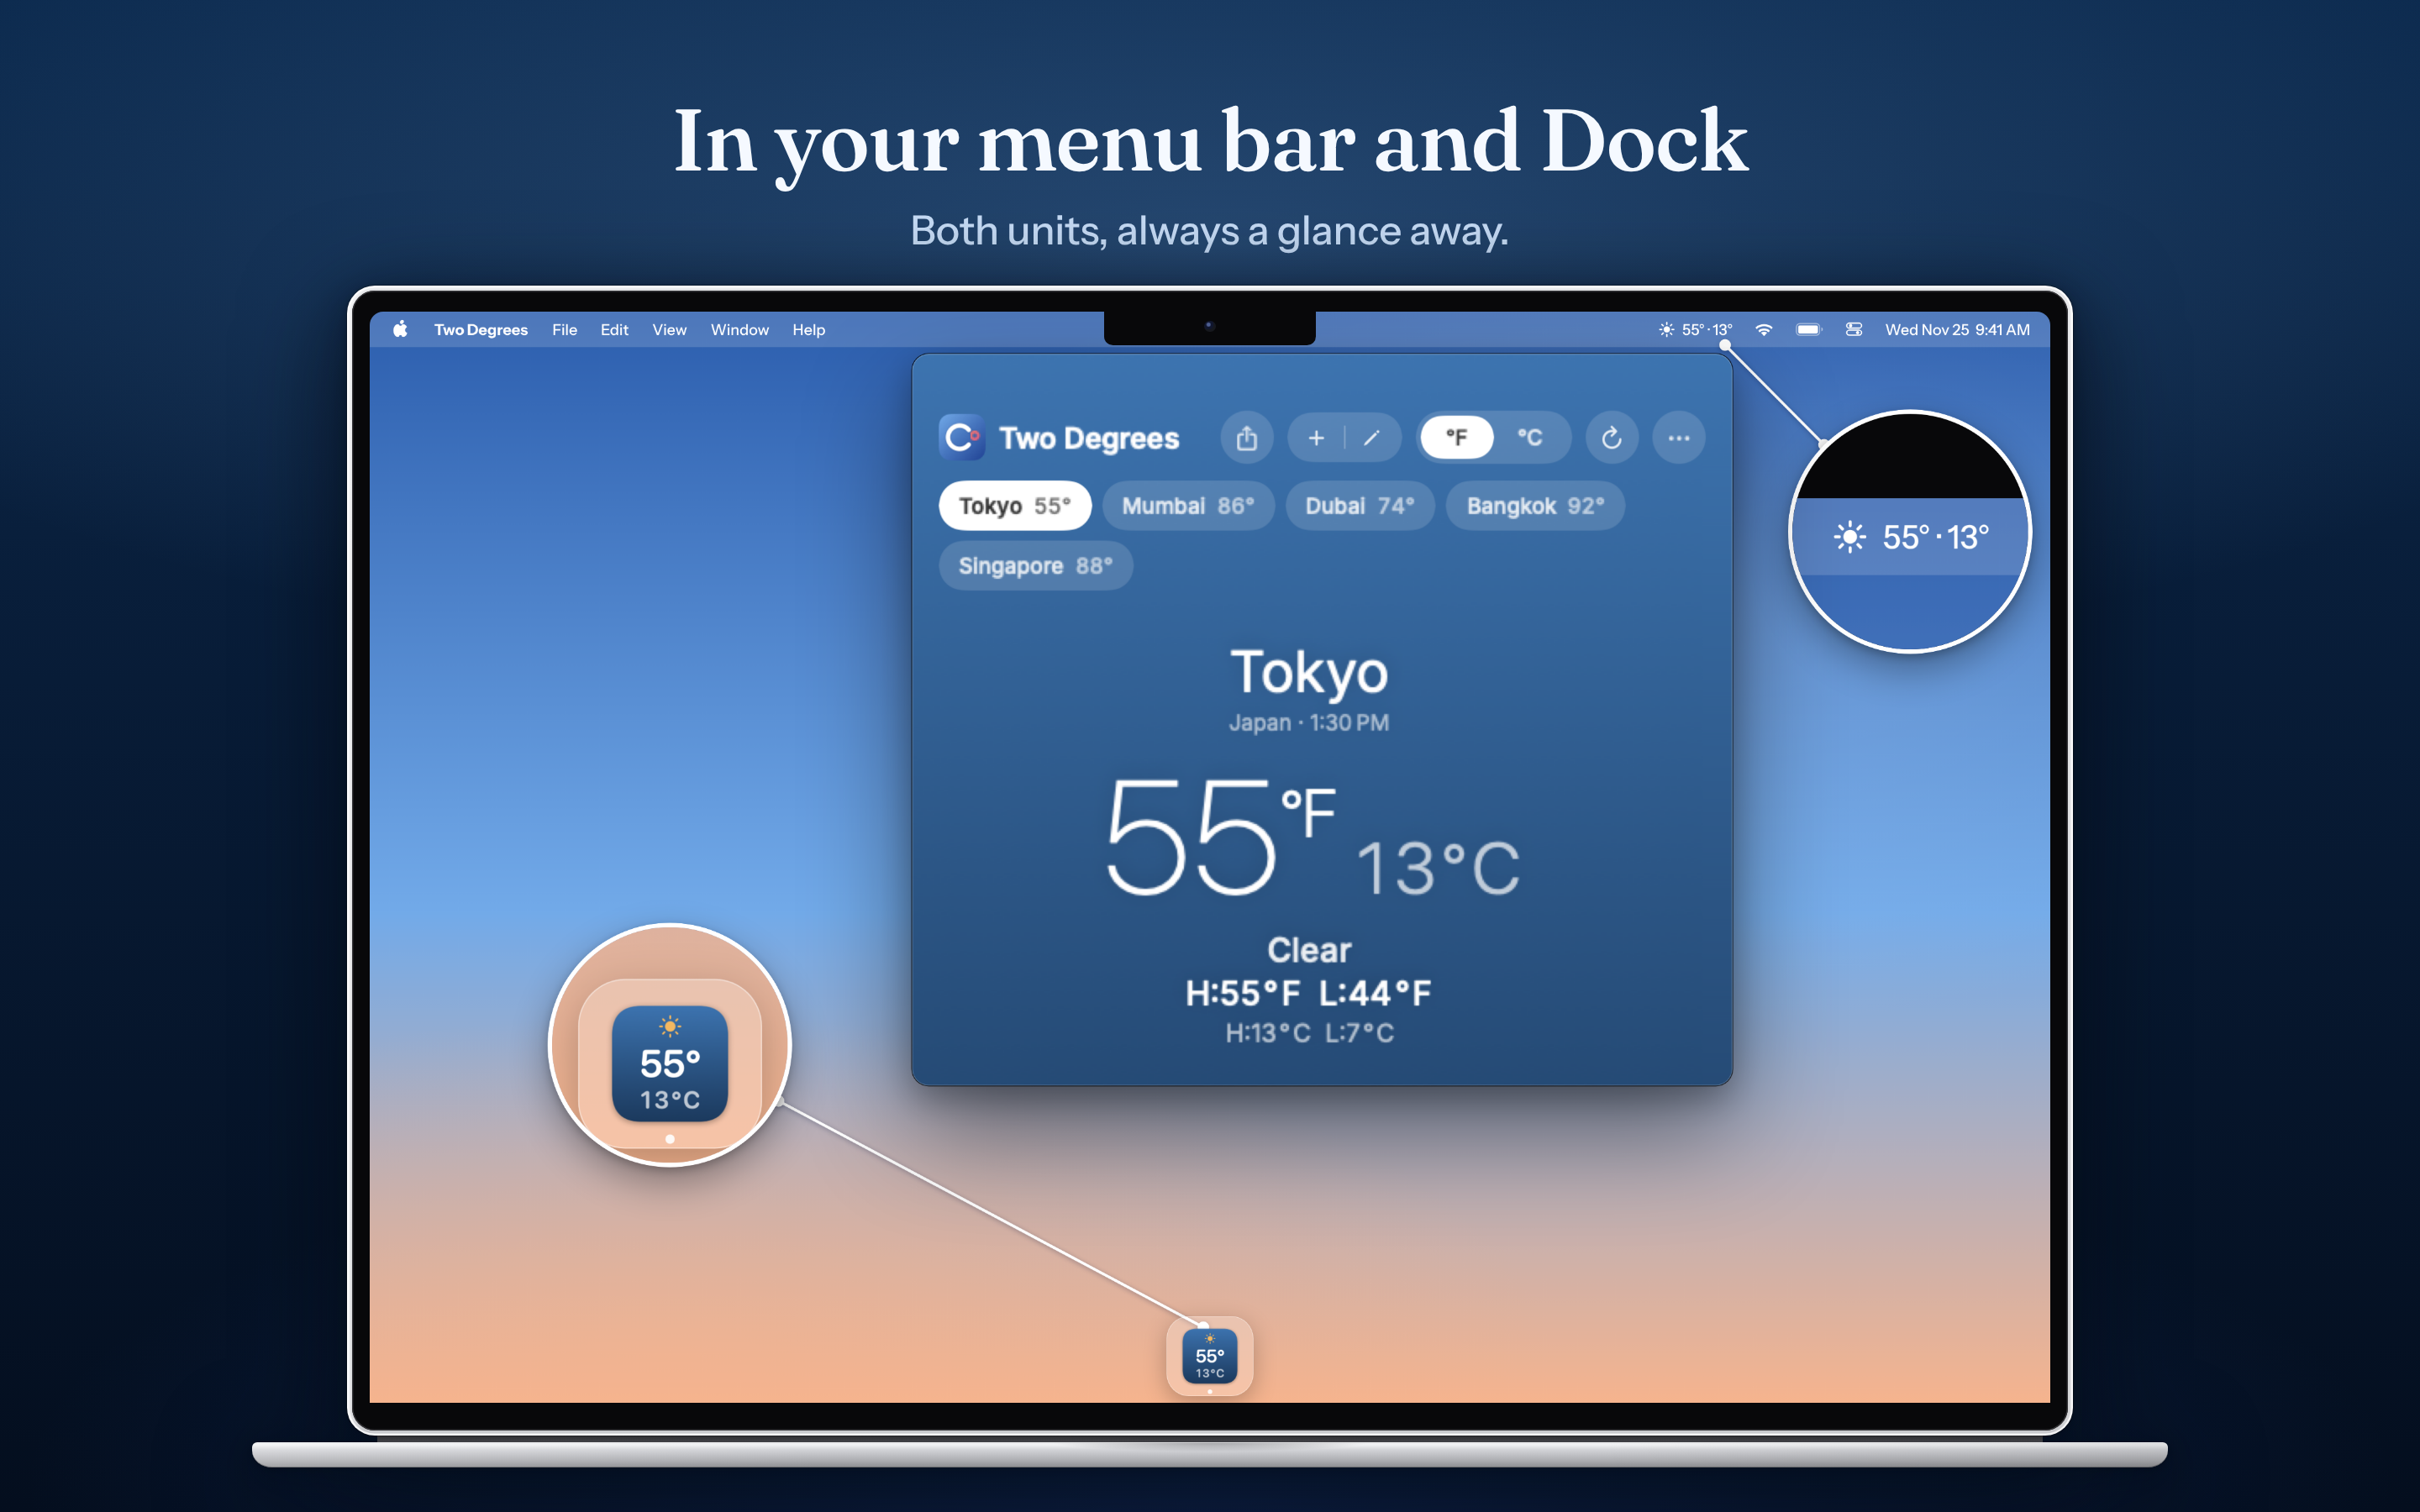 In your menu bar and Dock
Both units, always a glance away.
Two Degrees File Edit View Window Help 55°·13° Wed Nov 25 9:41 AM
Two Degrees °F °C
Tokyo 55° Mumbai 86° Dubai 74° Bangkok 92°
Singapore 88°
55°·13°
Tokyo
Japan · 1:30 PM
55°F 13°C
Clear
H:55°F L:44°F
H:13°C L:7°C
55°
13°C
55°
13°C